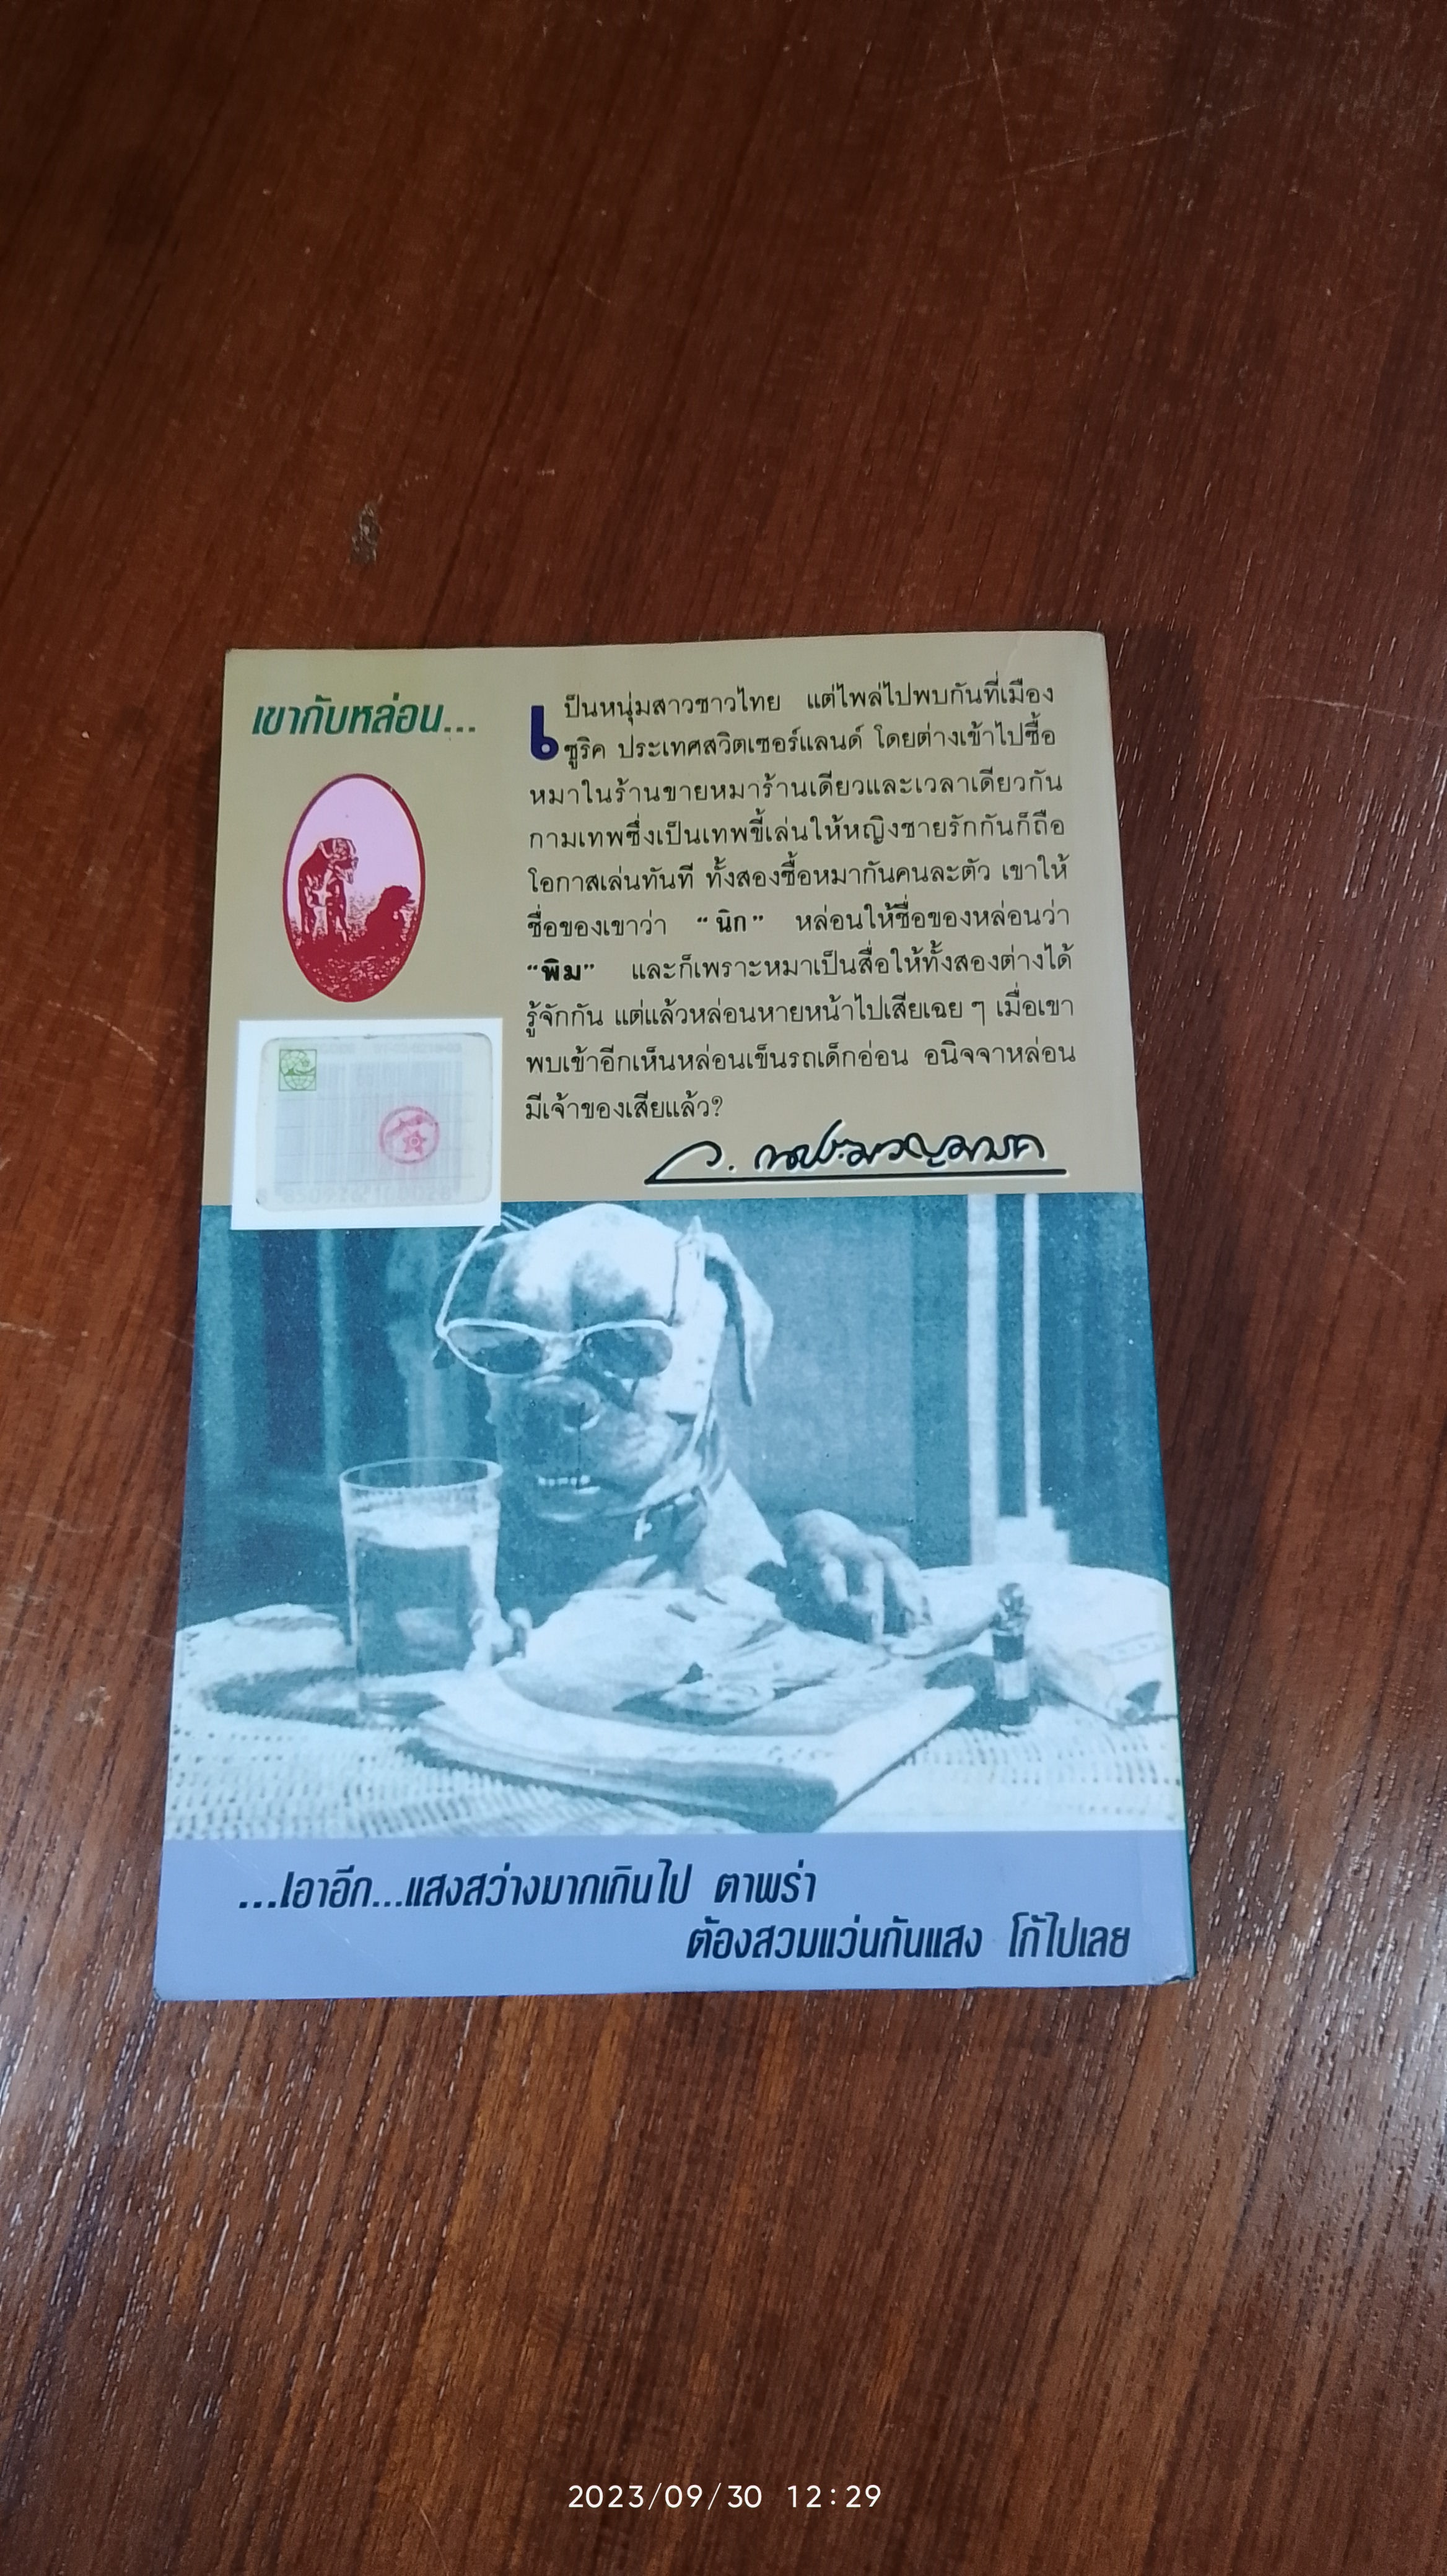 เขากับหล่อน...
เป็นหนุ่มสาวชาวไทย แต่ไพล่ไปพบกันที่เมือง
ซูริค ประเทศสวิตเซอร์แลนด์ โดยต่างเข้าไปซื้อ
หมาในร้านขายหมาร้านเดียวและเวลาเดียวกัน
กามเทพซึ่งเป็นเทพขี้เล่นให้หญิงชายรักกันก็ถือ
โอกาสเล่นทันที ทั้งสองซื้อหมากันคนละตัว เขาให้
ชื่อของเขาว่า “นิก” หล่อนให้ชื่อของหล่อนว่า
“พิม” และก็เพราะหมาเป็นสื่อให้ทั้งสองต่างได้
รู้จักกัน แต่แล้วหล่อนหายหน้าไปเสียเฉย ๆ เมื่อเขา
พบเข้าอีกเห็นหล่อนเข็นรถเด็กอ่อน อนิจจาหล่อน
มีเจ้าของเสียแล้ว?
ว. ณประมวญมารค
...เอาอีก...แสงสว่างมากเกินไป ตาพร่า
ต้องสวมแว่นกันแสง โก้ไปเลย
2023/09/30 12:29